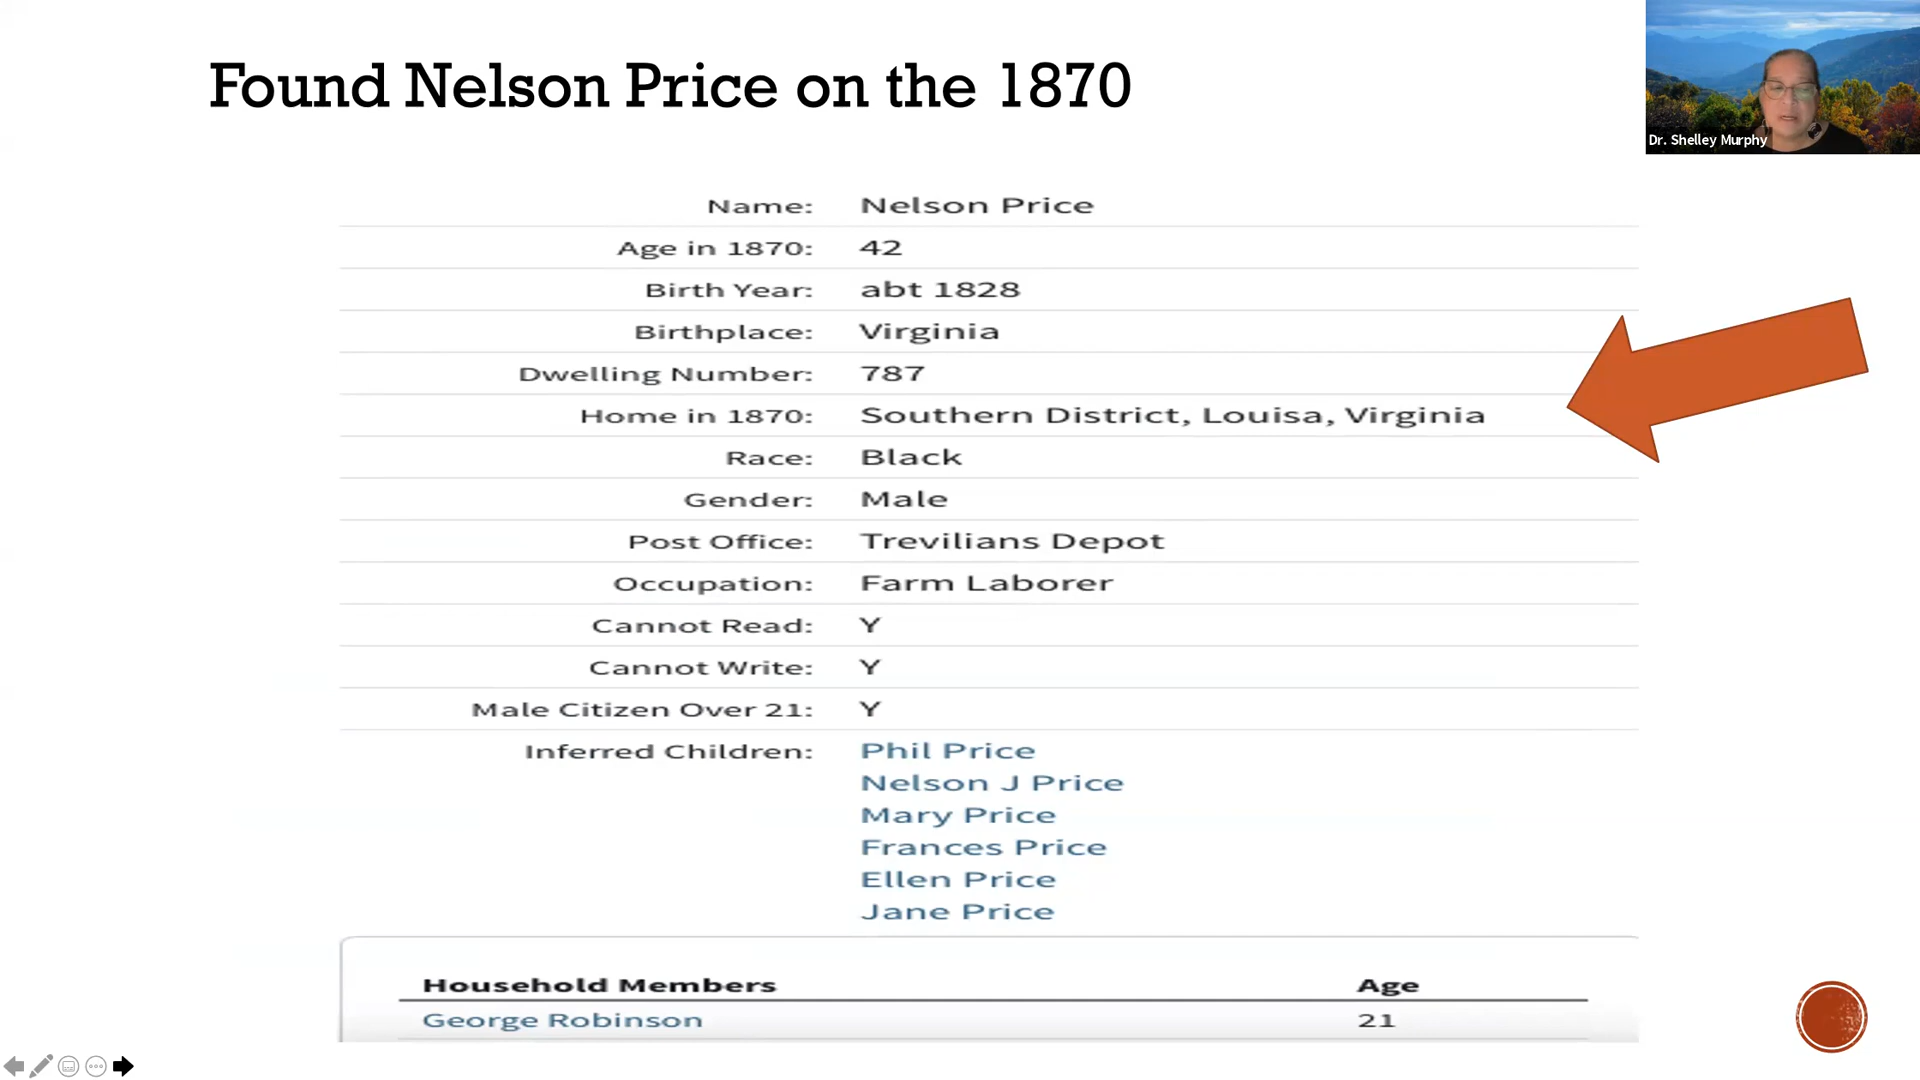 Found Nelson Price on the 1870
Dr. Shelley Murphy
Name: Nelson Price
Age in 1870: 42
Birth Year: abt 1828
Birthplace: Virginia
Dwelling Number: 787
Home in 1870: Southern District, Louisa, Virginia
Race: Black
Gender: Male
Post Office: Trevilians Depot
Occupation: Farm Laborer
Cannot Read: Y
Cannot Write: Y
Male Citizen Over 21: Y
Inferred Children: Phil Price
Nelson J Price
Mary Price
Frances Price
Ellen Price
Jane Price
Household Members Age
George Robinson 21